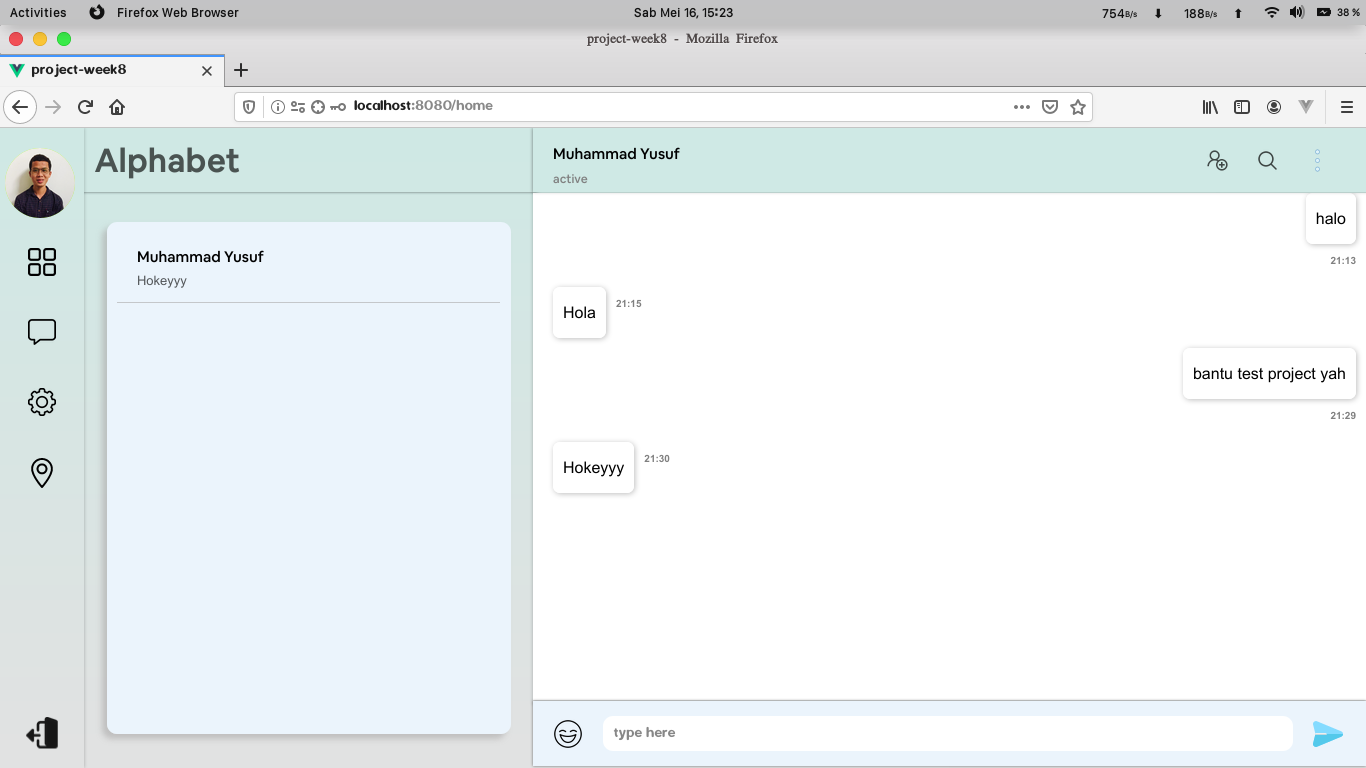 Activities Firefox Web Browser Sab Mei 16, 15:23 754B/s 188B/s 38 %
project-week8 - Mozilla Firefox
project-week8
localhost:8080/home
Alphabet
Muhammad Yusuf
Hokeyyy
Muhammad Yusuf
active
halo
21:13
Hola 21:15
bantu test project yah
21:29
Hokeyyy 21:30
type here